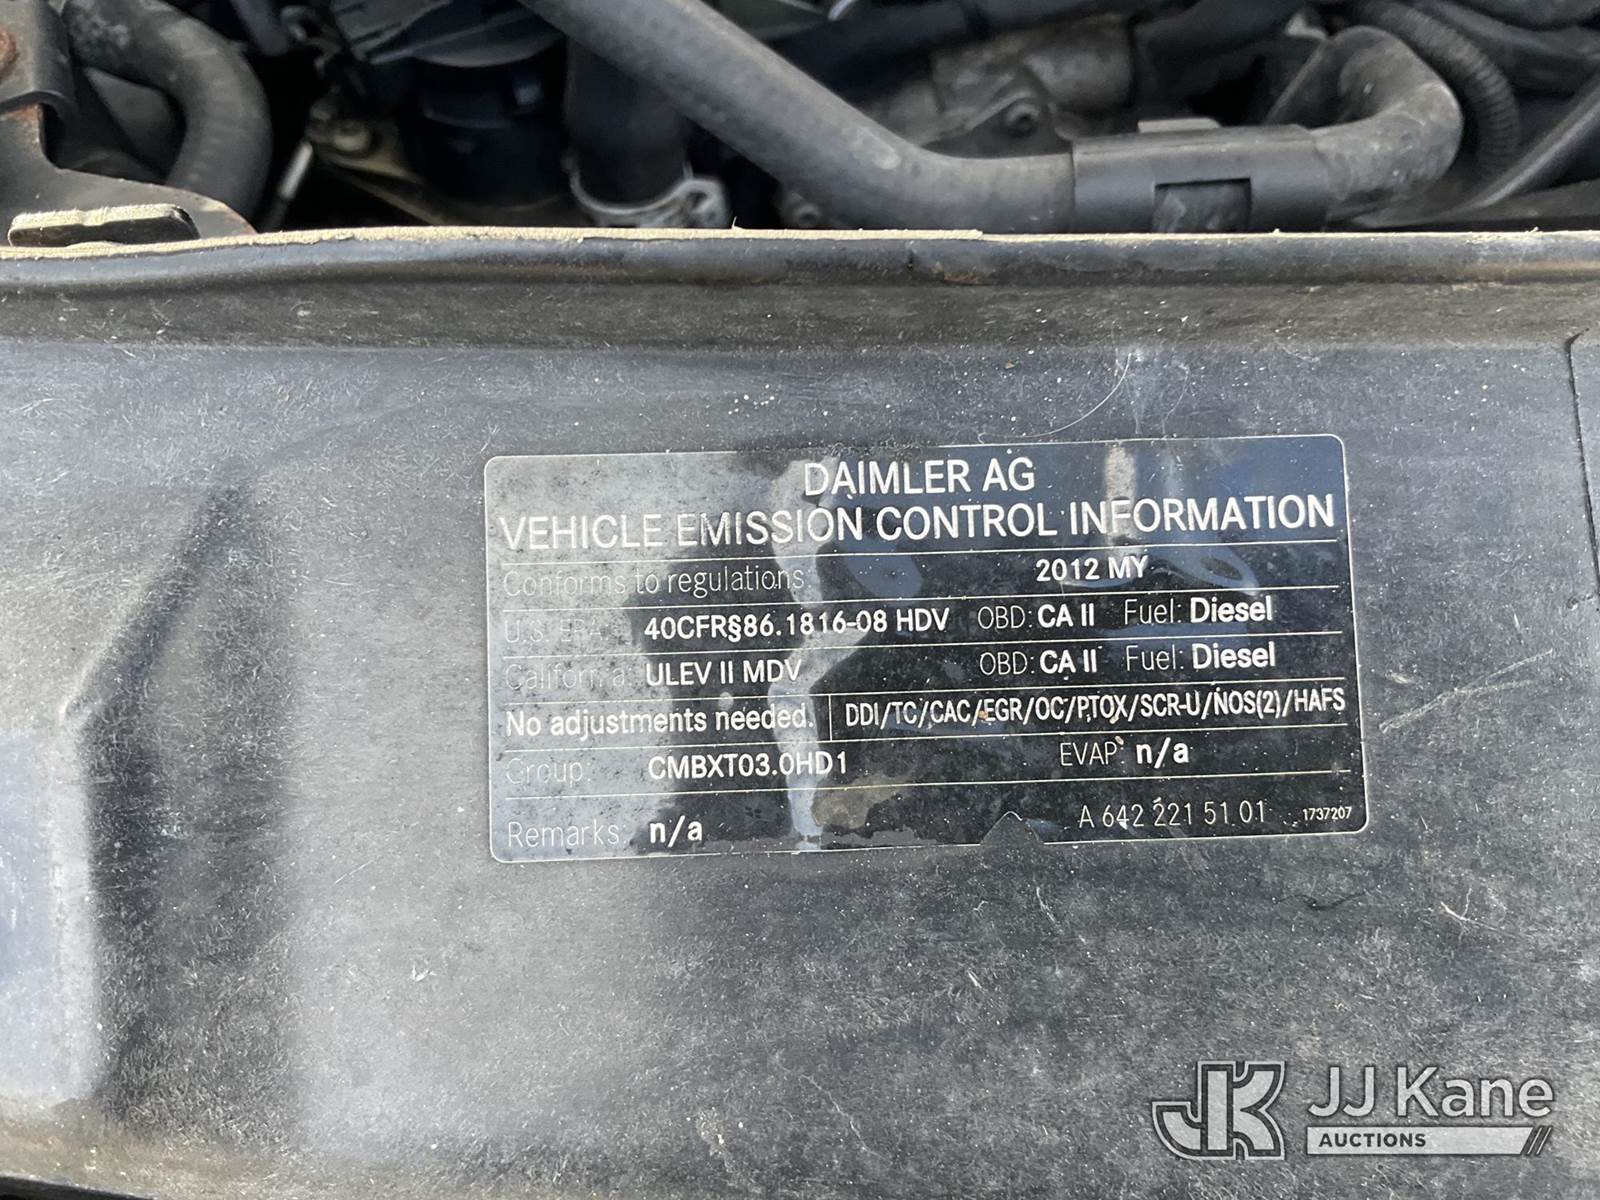 DAIMLER AG
VEHICLE EMISSION CONTROL INFORMATION
Conforms to regulations: 2012 MY
U.S. EPA: 40CFR§86.1816-08 HDV OBD: CA II Fuel: Diesel
California: ULEV II MDV OBD: CA II Fuel: Diesel
No adjustments needed. DDI/TC/CAC/EGR/OC/PTOX/SCR-U/NOS(2)/HAFS
Group: CMBXT03.0HD1 EVAP: n/a
Remarks: n/a A 642 221 51 01 1737207
JK JJ Kane
AUCTIONS